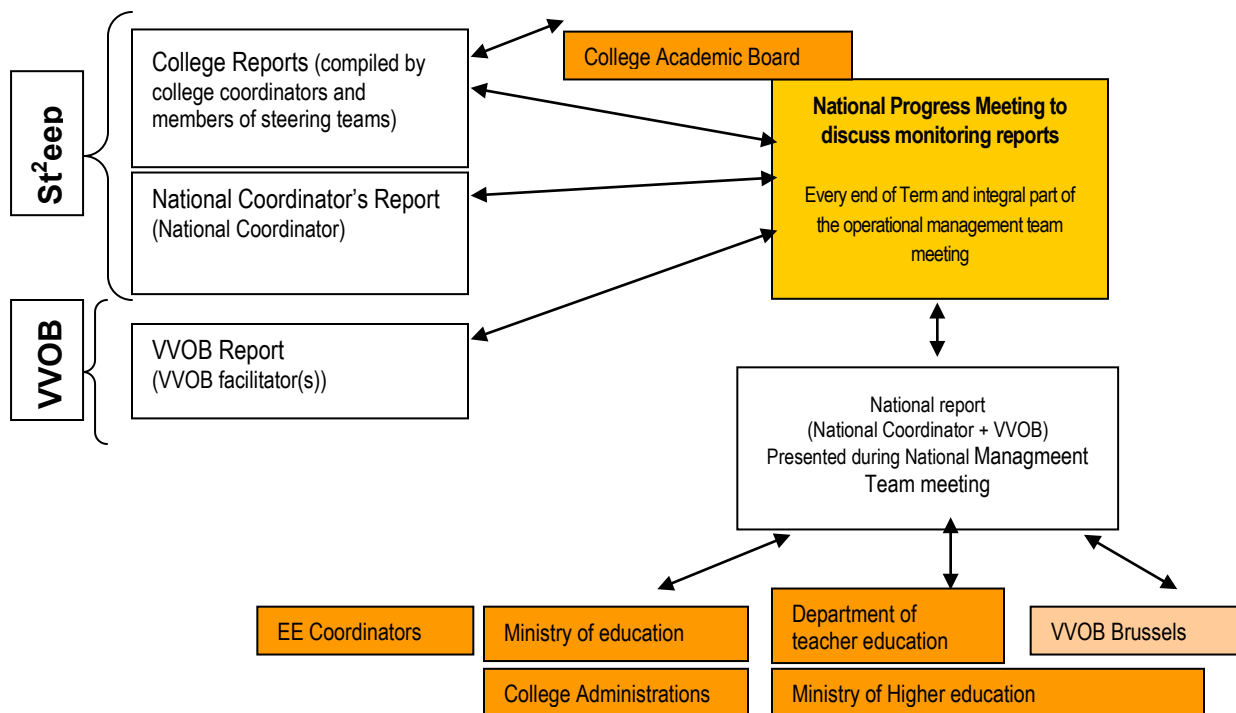 St²eep
College Reports (compiled by
college coordinators and
members of steering teams)
College Academic Board
National Progress Meeting to
discuss monitoring reports
Every end of Term and integral part of
the operational management team
meeting
National Coordinator's Report
(National Coordinator)
VVOB
VVOB Report
(VVOB facilitator(s))
National report
(National Coordinator + VVOB)
Presented during National Managmeent
Team meeting
EE Coordinators
Ministry of education
Department of
teacher education
VVOB Brussels
College Administrations
Ministry of Higher education